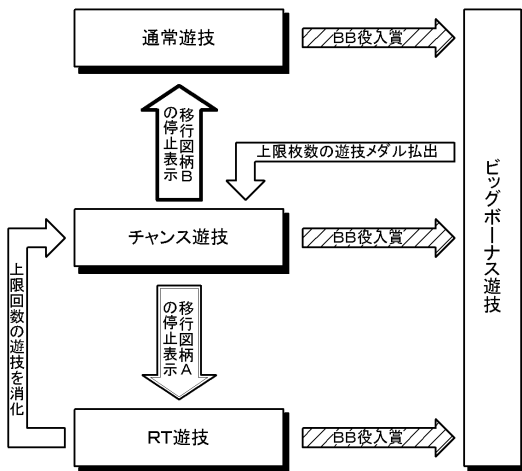 通常遊技
BB役入賞
移行図柄B
の停止表示
上限枚数の遊技メダル払出
チャンス遊技
BB役入賞
ビッグボーナス遊技
上限回数の遊技を消化
移行図柄A
の停止表示
RT遊技
BB役入賞